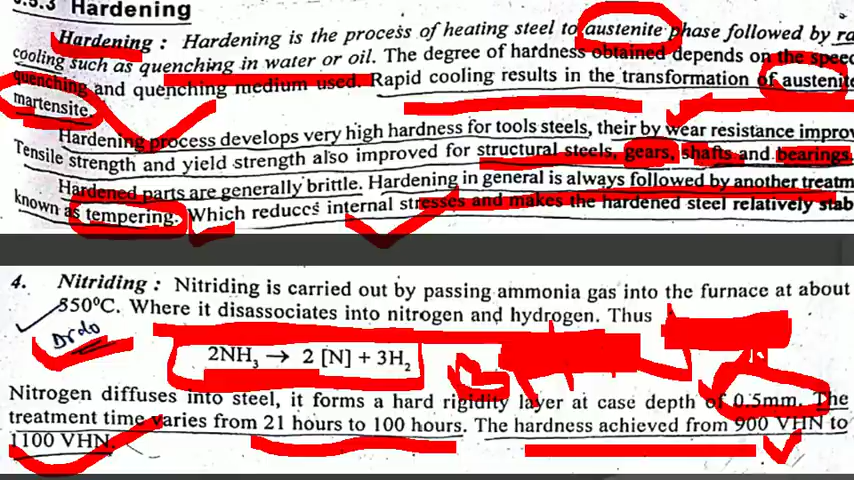 .5.3 Hardening
Hardening : Hardening is the process of heating steel to austenite phase followed by ra
cooling such as quenching in water or oil. The degree of hardness obtained depends on the speed
quenching and quenching medium used. Rapid cooling results in the transformation of austenite
martensite.
Hardening process develops very high hardness for tools steels, their by wear resistance improv
Tensile strength and yield strength also improved for structural steels, gears, shafts and bearings.
Hardened parts are generally brittle. Hardening in general is always followed by another treatm
known as tempering. Which reduces internal stresses and makes the hardened steel relatively stab
4. Nitriding : Nitriding is carried out by passing ammonia gas into the furnace at about
550°C. Where it disassociates into nitrogen and hydrogen. Thus
Drdo
2NH₃ → 2 [N] + 3H₂
Nitrogen diffuses into steel, it forms a hard rigidity layer at case depth of 0.5mm. The
treatment time varies from 21 hours to 100 hours. The hardness achieved from 900 VHN to
1100 VHN.